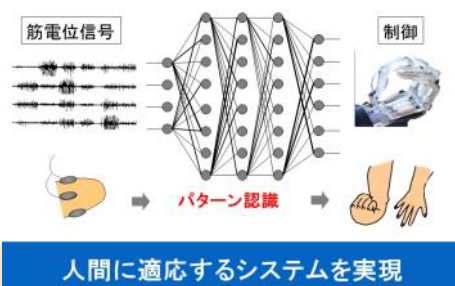 筋電位信号
制御
パターン認識
人間に適応するシステムを実現